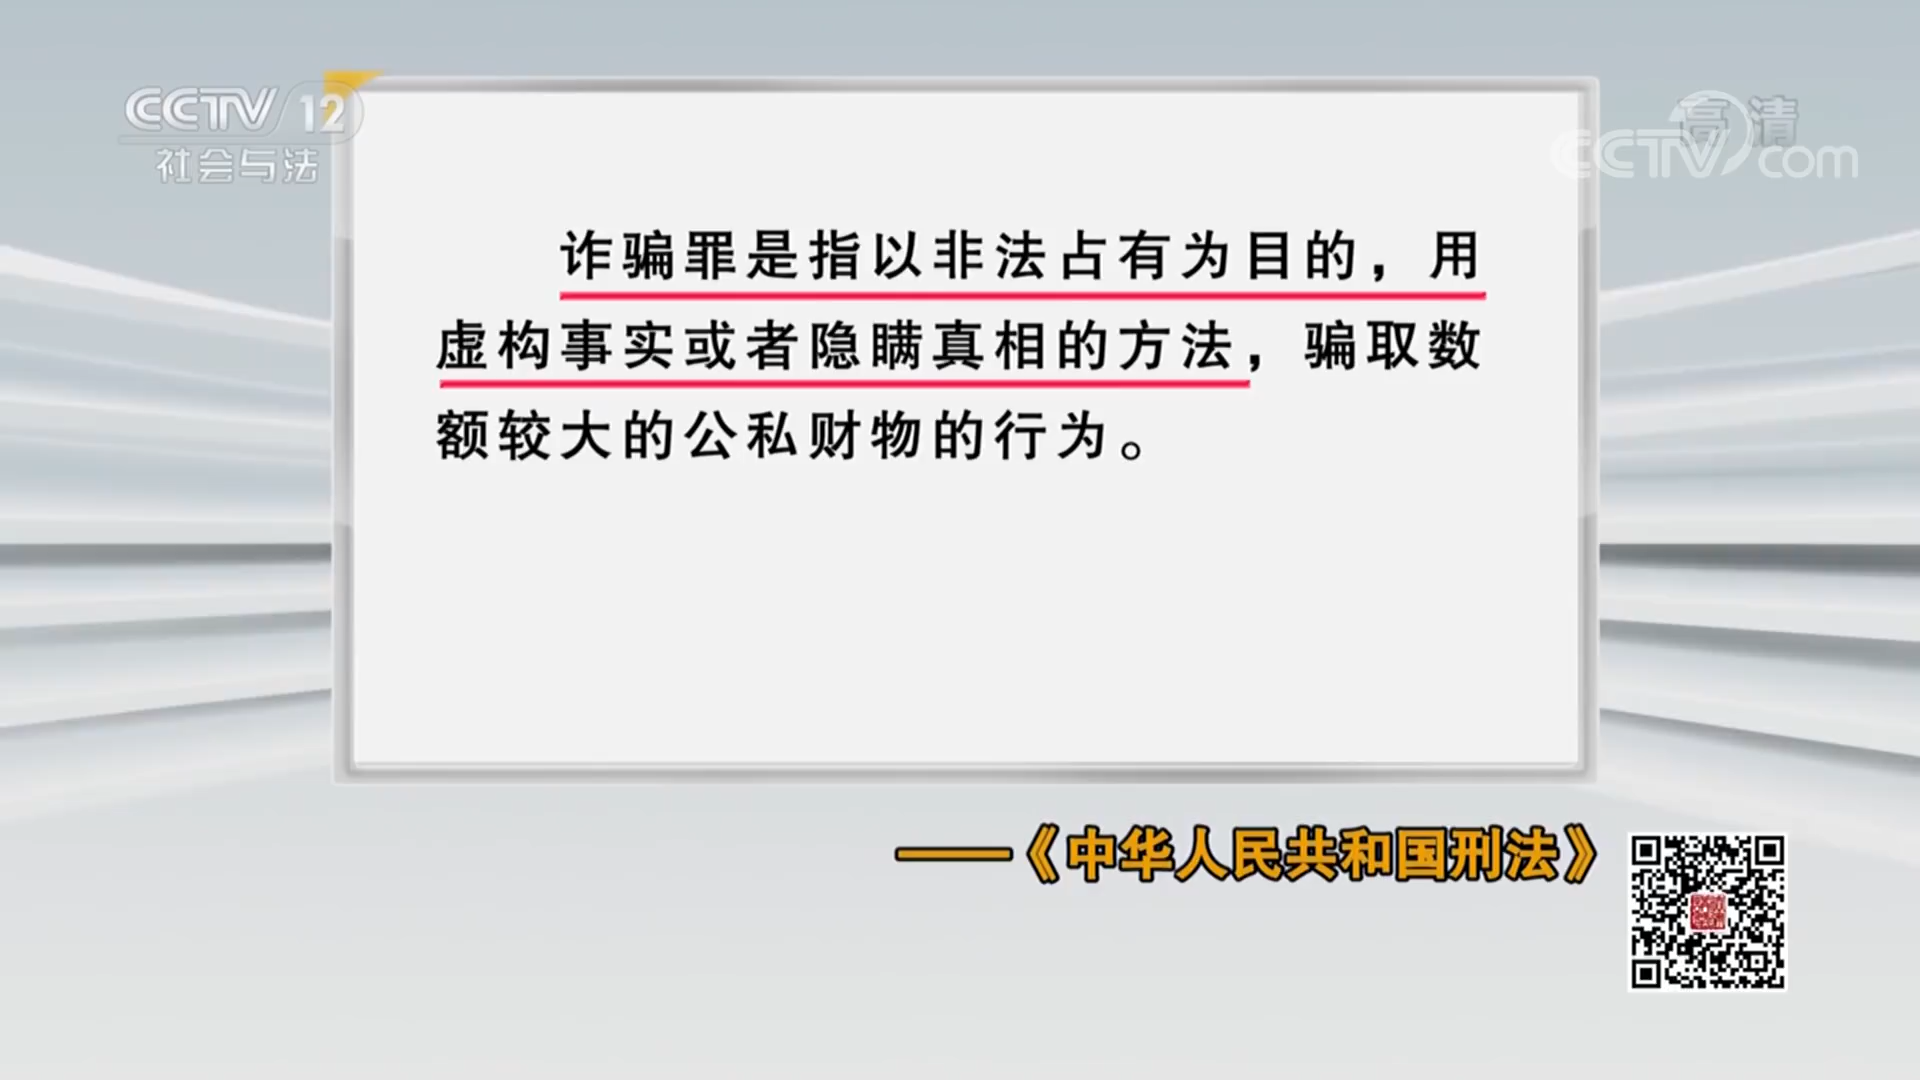 CCTV 12
社会与法
高清
CCTV com
诈骗罪是指以非法占有为目的，用
虚构事实或者隐瞒真相的方法，骗取数
额较大的公私财物的行为。
——《中华人民共和国刑法》